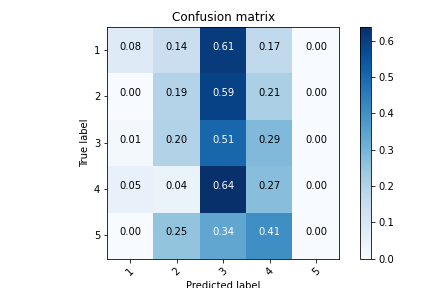 Confusion matrix
True label
1 0.08 0.14 0.61 0.17 0.00
2 0.00 0.19 0.59 0.21 0.00
3 0.01 0.20 0.51 0.29 0.00
4 0.05 0.04 0.64 0.27 0.00
5 0.00 0.25 0.34 0.41 0.00
1 2 3 4 5
Predicted label
0.6
0.5
0.4
0.3
0.2
0.1
0.0